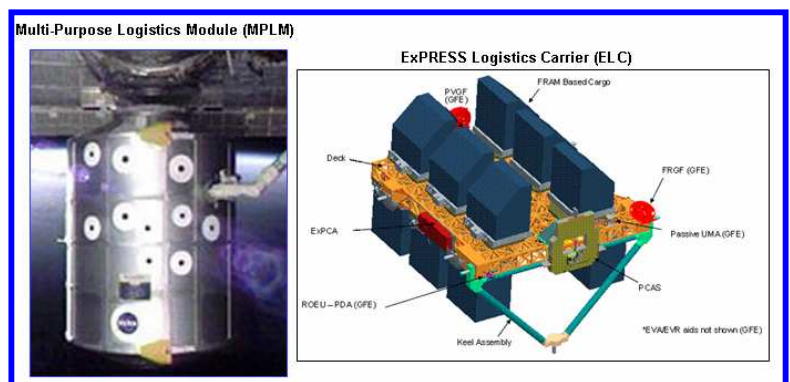 Multi-Purpose Logistics Module (MPLM)
ExPRESS Logistics Carrier (ELC)
PVGF
(GFE)
FRAM Based Cargo
Deck
FRGF (GFE)
ExPCA
Passive UMA (GFE)
ROEU – PDA (GFE)
PCAS
Keel Assembly
*EVA/EVR aids not shown (GFE)